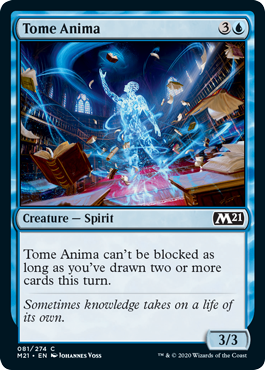 Tome Anima 3
Creature — Spirit M21
Tome Anima can't be blocked as
long as you've drawn two or more
cards this turn.
Sometimes knowledge takes on a life
of its own.
3/3
081/274 C
M21 • EN Johannes Voss ™ & © 2020 Wizards of the Coast